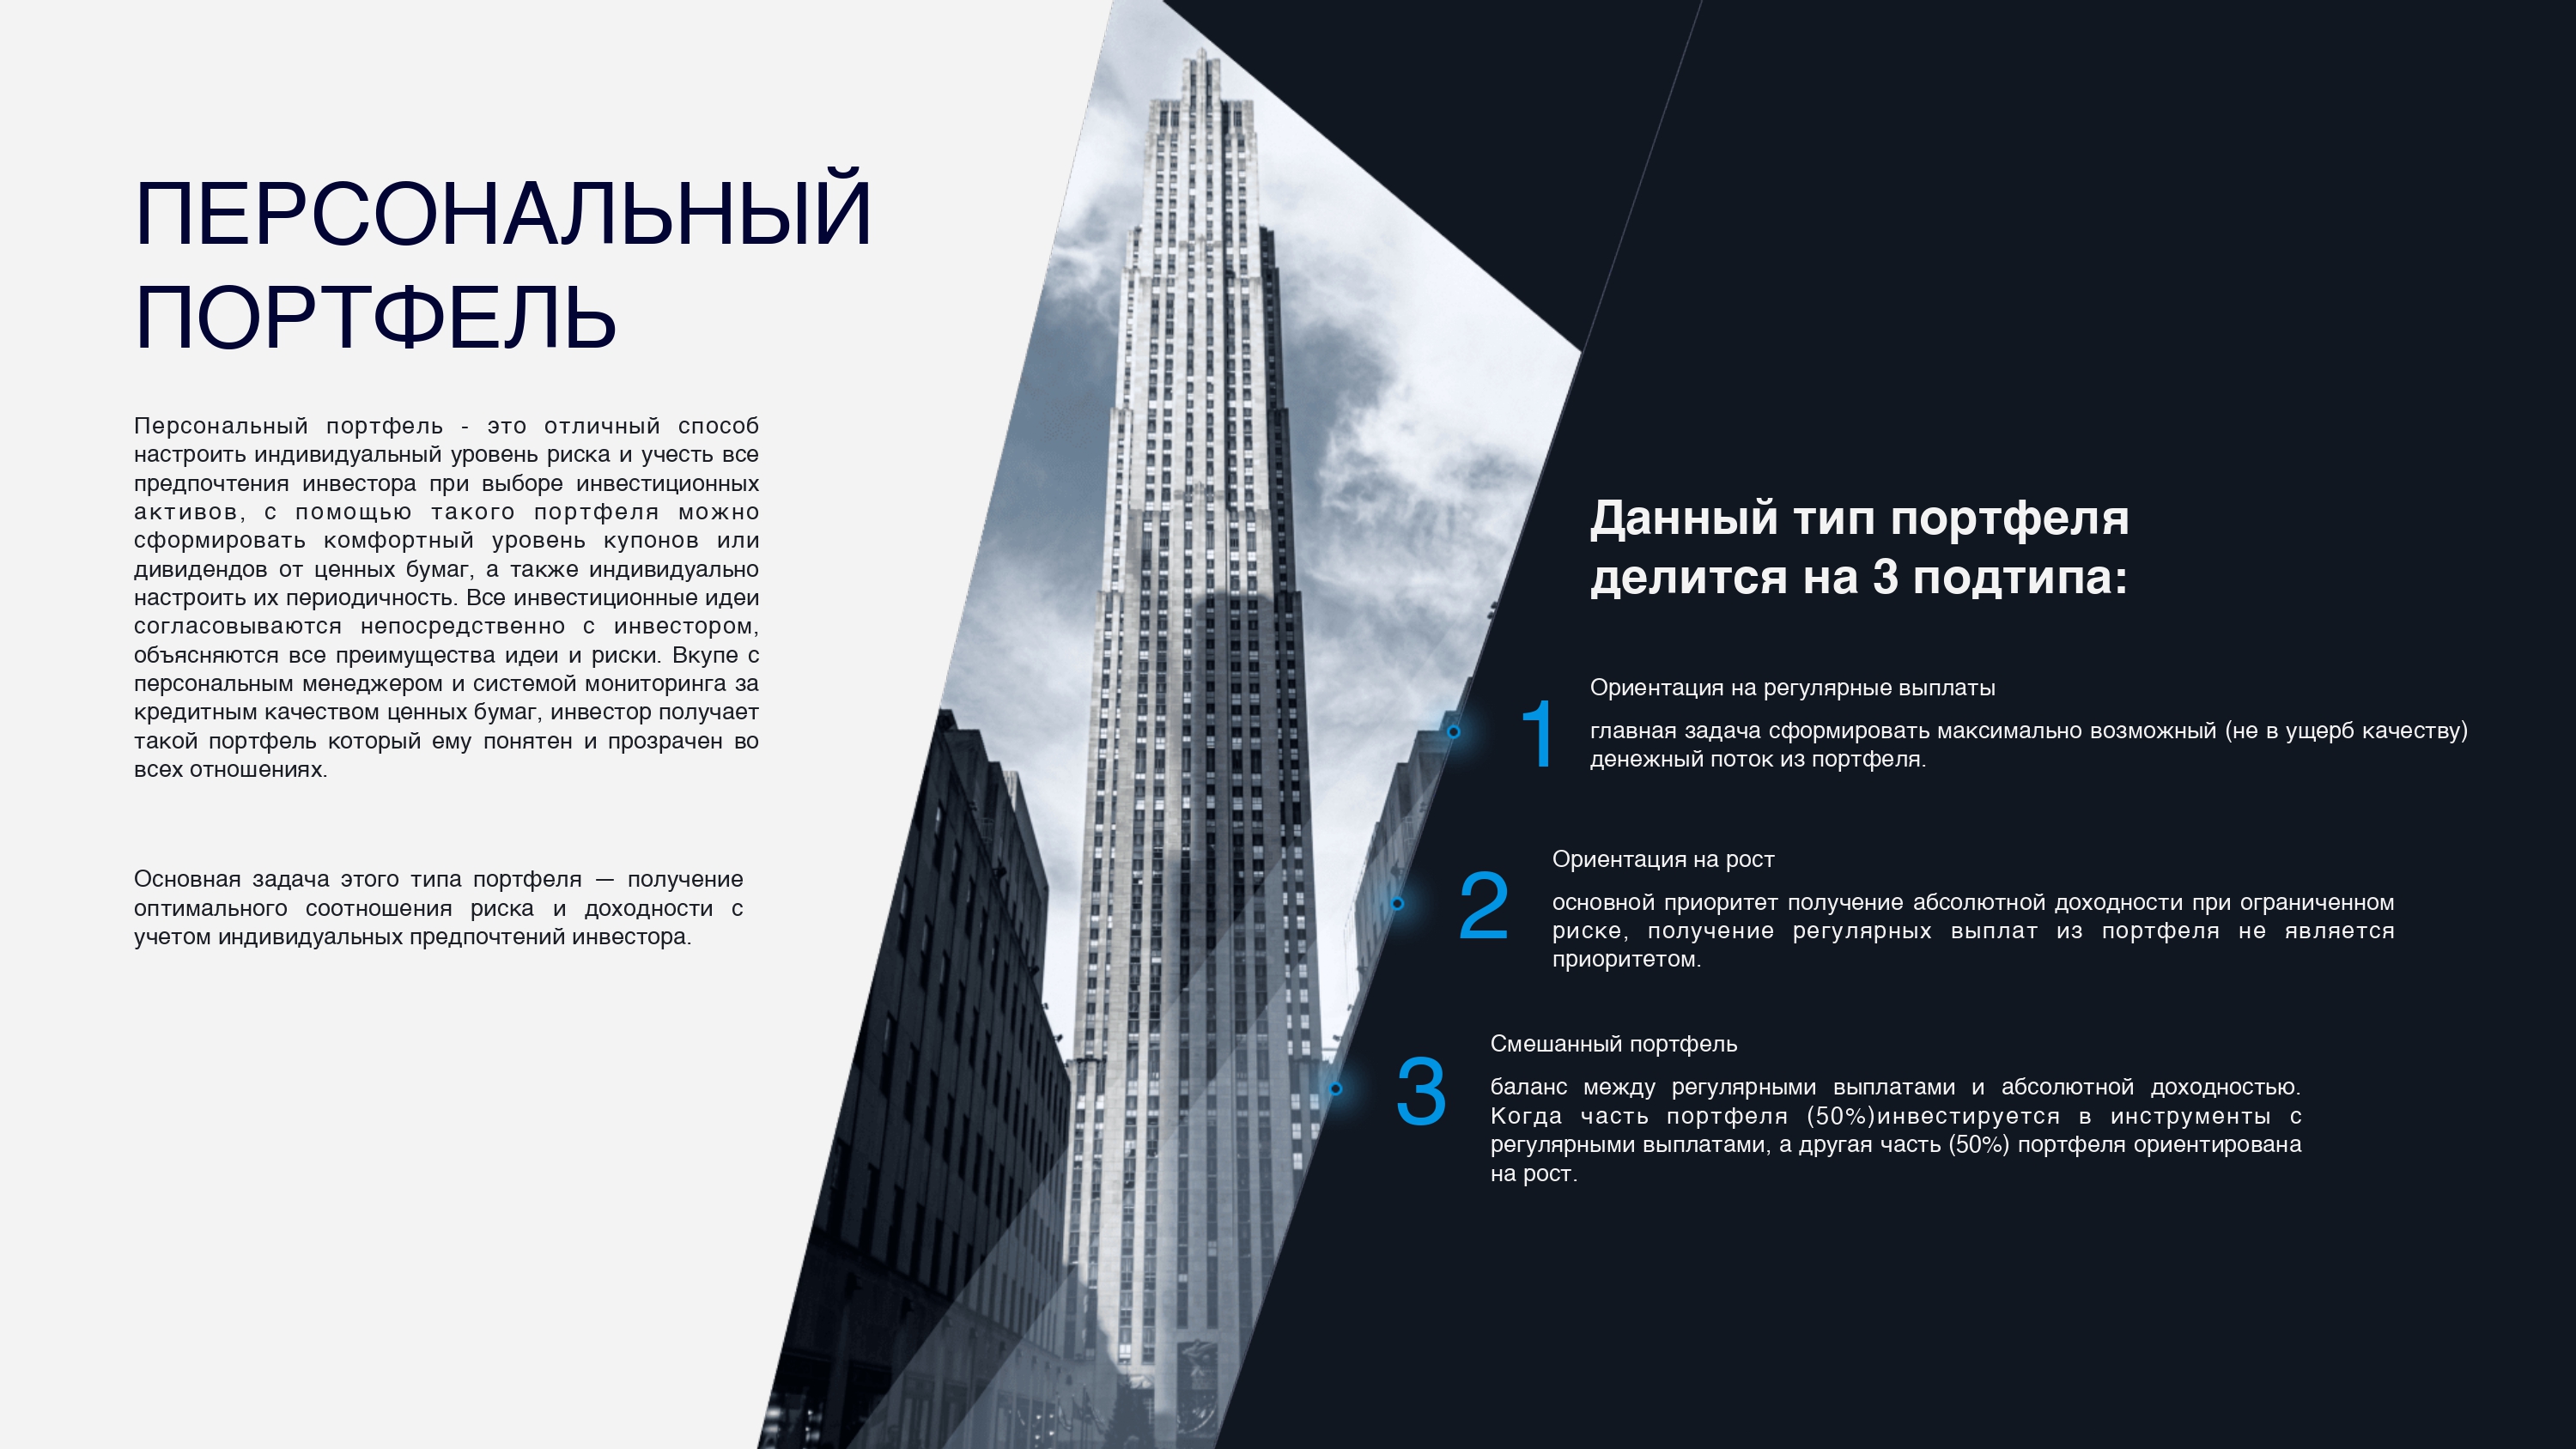 ПЕРСОНАЛЬНЫЙ
ПОРТФЕЛЬ
Персональный портфель - это отличный способ
настроить индивидуальный уровень риска и учесть все
предпочтения инвестора при выборе инвестиционных
активов, с помощью такого портфеля можно
сформировать комфортный уровень купонов или
дивидендов от ценных бумаг, а также индивидуально
настроить их периодичность. Все инвестиционные идеи
согласовываются непосредственно с инвестором,
объясняются все преимущества идеи и риски. Вкупе с
персональным менеджером и системой мониторинга за
кредитным качеством ценных бумаг, инвестор получает
такой портфель который ему понятен и прозрачен во
всех отношениях.
Основная задача этого типа портфеля — получение
оптимального соотношения риска и доходности с
учетом индивидуальных предпочтений инвестора.
Данный тип портфеля
делится на 3 подтипа:
1
Ориентация на регулярные выплаты
главная задача сформировать максимально возможный (не в ущерб качеству)
денежный поток из портфеля.
2
Ориентация на рост
основной приоритет получение абсолютной доходности при ограниченном
риске, получение регулярных выплат из портфеля не является
приоритетом.
3
Смешанный портфель
баланс между регулярными выплатами и абсолютной доходностью.
Когда часть портфеля (50%)инвестируется в инструменты с
регулярными выплатами, а другая часть (50%) портфеля ориентирована
на рост.